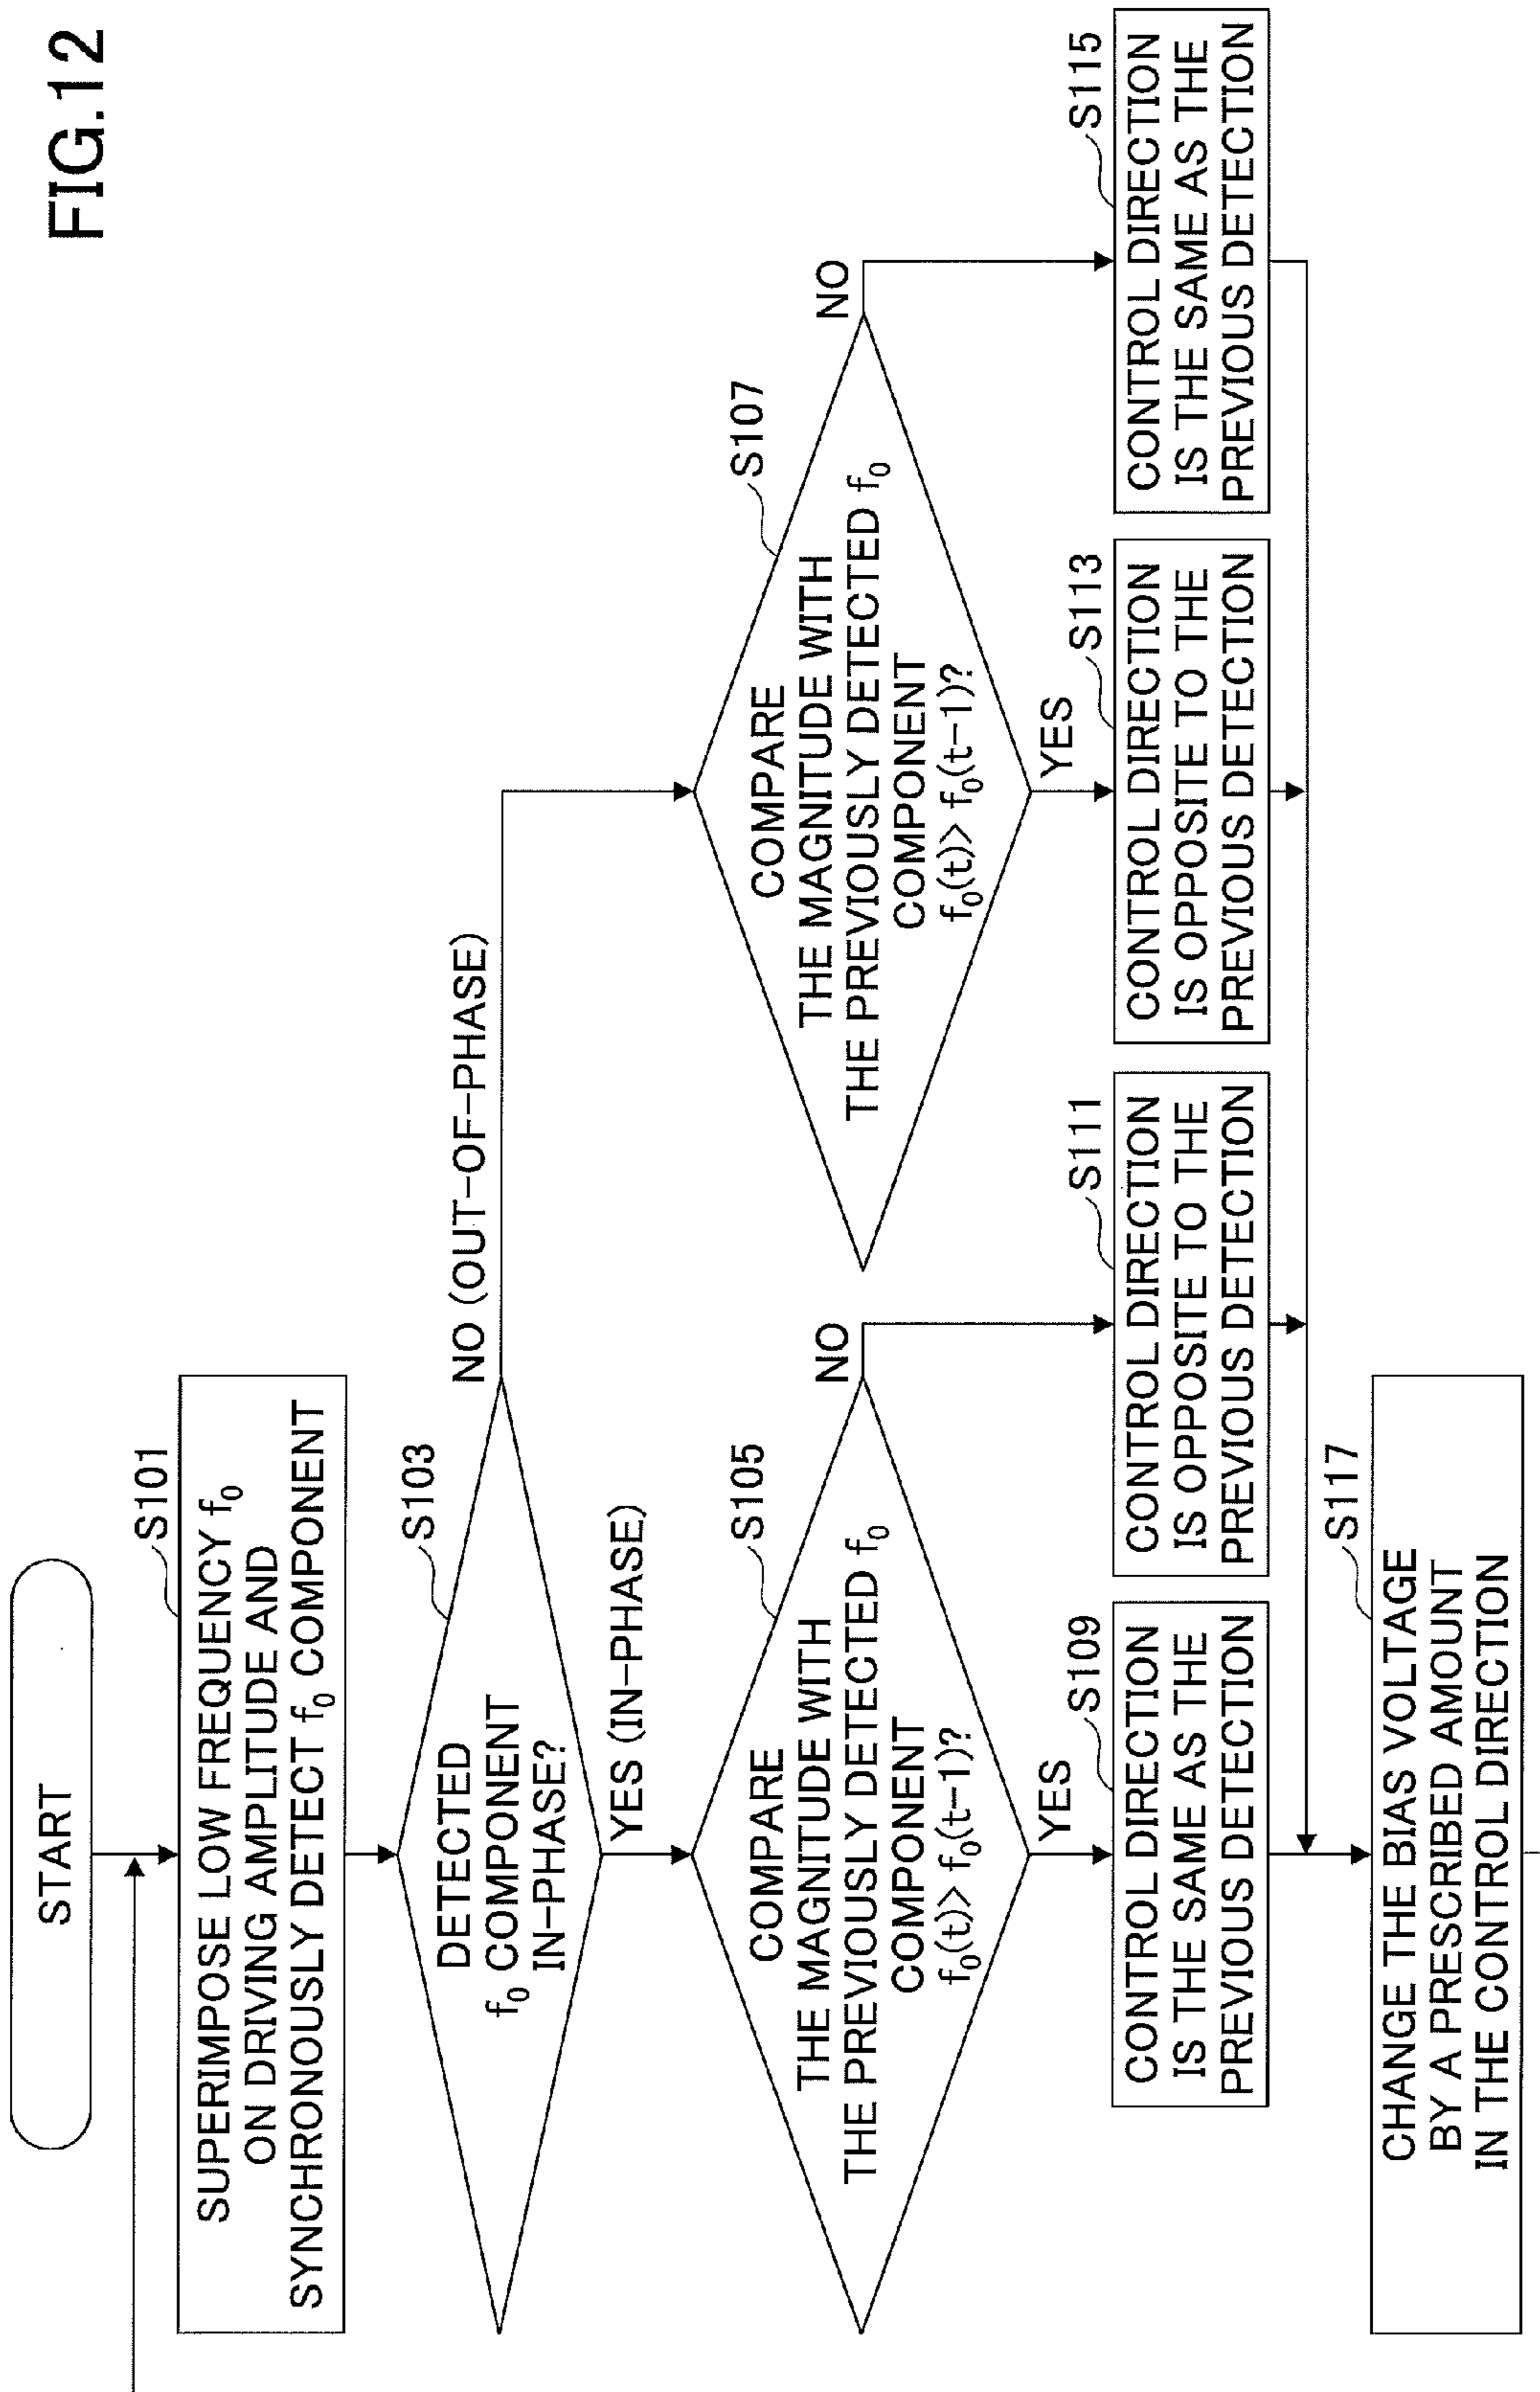 FIG.12
START
S101
SUPERIMPOSE LOW FREQUENCY f₀
ON DRIVING AMPLITUDE AND
SYNCHRONOUSLY DETECT f₀ COMPONENT
S103
DETECTED
f₀ COMPONENT
IN-PHASE?
NO (OUT-OF-PHASE)
YES (IN-PHASE)
S105
COMPARE
THE MAGNITUDE WITH
THE PREVIOUSLY DETECTED f₀
COMPONENT
f₀(t)> f₀(t-1)?
NO
YES
S107
COMPARE
THE MAGNITUDE WITH
THE PREVIOUSLY DETECTED f₀
COMPONENT
f₀(t)> f₀(t-1)?
NO
YES
S109
CONTROL DIRECTION
IS THE SAME AS THE
PREVIOUS DETECTION
S111
CONTROL DIRECTION
IS OPPOSITE TO THE
PREVIOUS DETECTION
S113
CONTROL DIRECTION
IS OPPOSITE TO THE
PREVIOUS DETECTION
S115
CONTROL DIRECTION
IS THE SAME AS THE
PREVIOUS DETECTION
S117
CHANGE THE BIAS VOLTAGE
BY A PRESCRIBED AMOUNT
IN THE CONTROL DIRECTION